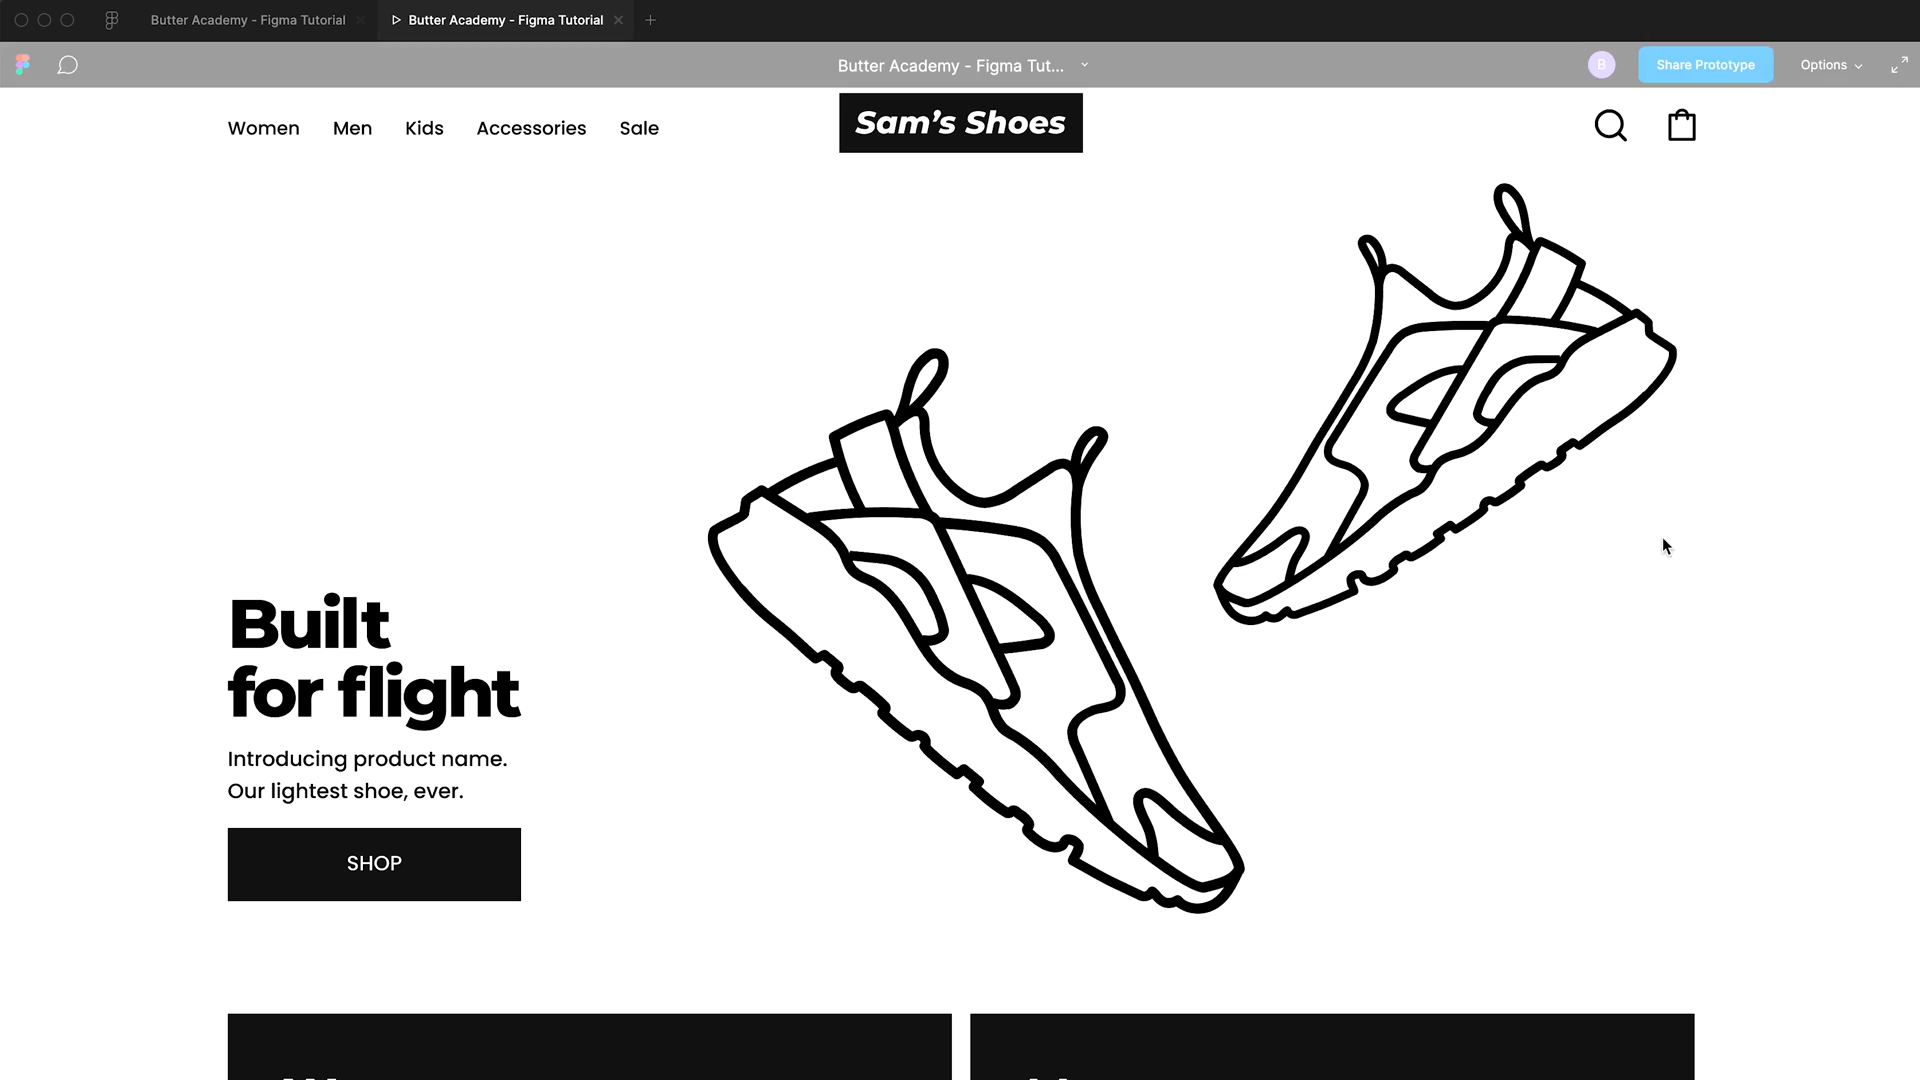 Butter Academy - Figma Tutorial
Butter Academy - Figma Tutorial
Butter Academy - Figma Tut...
B
Share Prototype
Options
Women
Men
Kids
Accessories
Sale
Sam's Shoes
Built
for flight
Introducing product name.
Our lightest shoe, ever.
SHOP